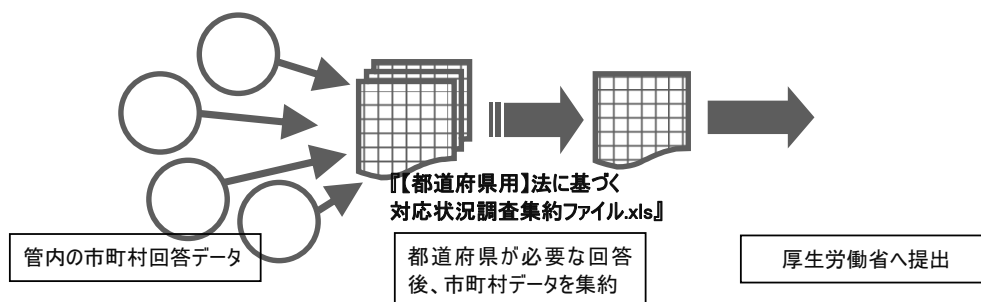 『【都道府県用】法に基づく
対応状況調査集約ファイル.xls』
管内の市町村回答データ
都道府県が必要な回答
後、市町村データを集約
厚生労働省へ提出